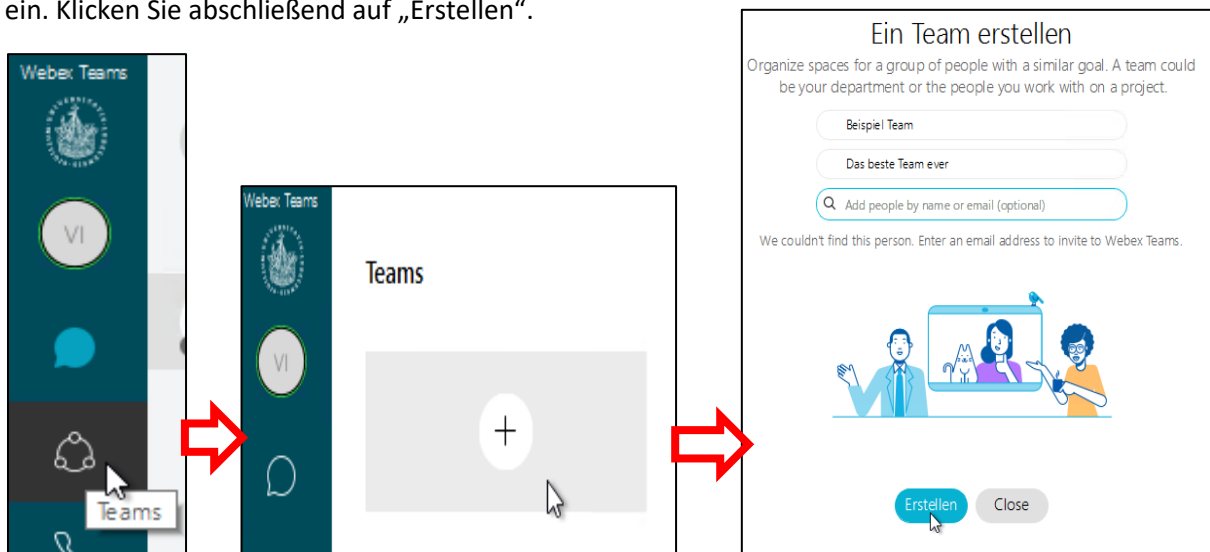 ein. Klicken Sie abschließend auf „Erstellen“.
Webex Teams
VI
Teams
Webex Teams
VI
Teams
Ein Team erstellen
Organize spaces for a group of people with a similar goal. A team could
be your department or the people you work with on a project.
Beispiel Team
Das beste Team ever
Add people by name or email (optional)
We couldn't find this person. Enter an email address to invite to Webex Teams.
Erstellen
Close